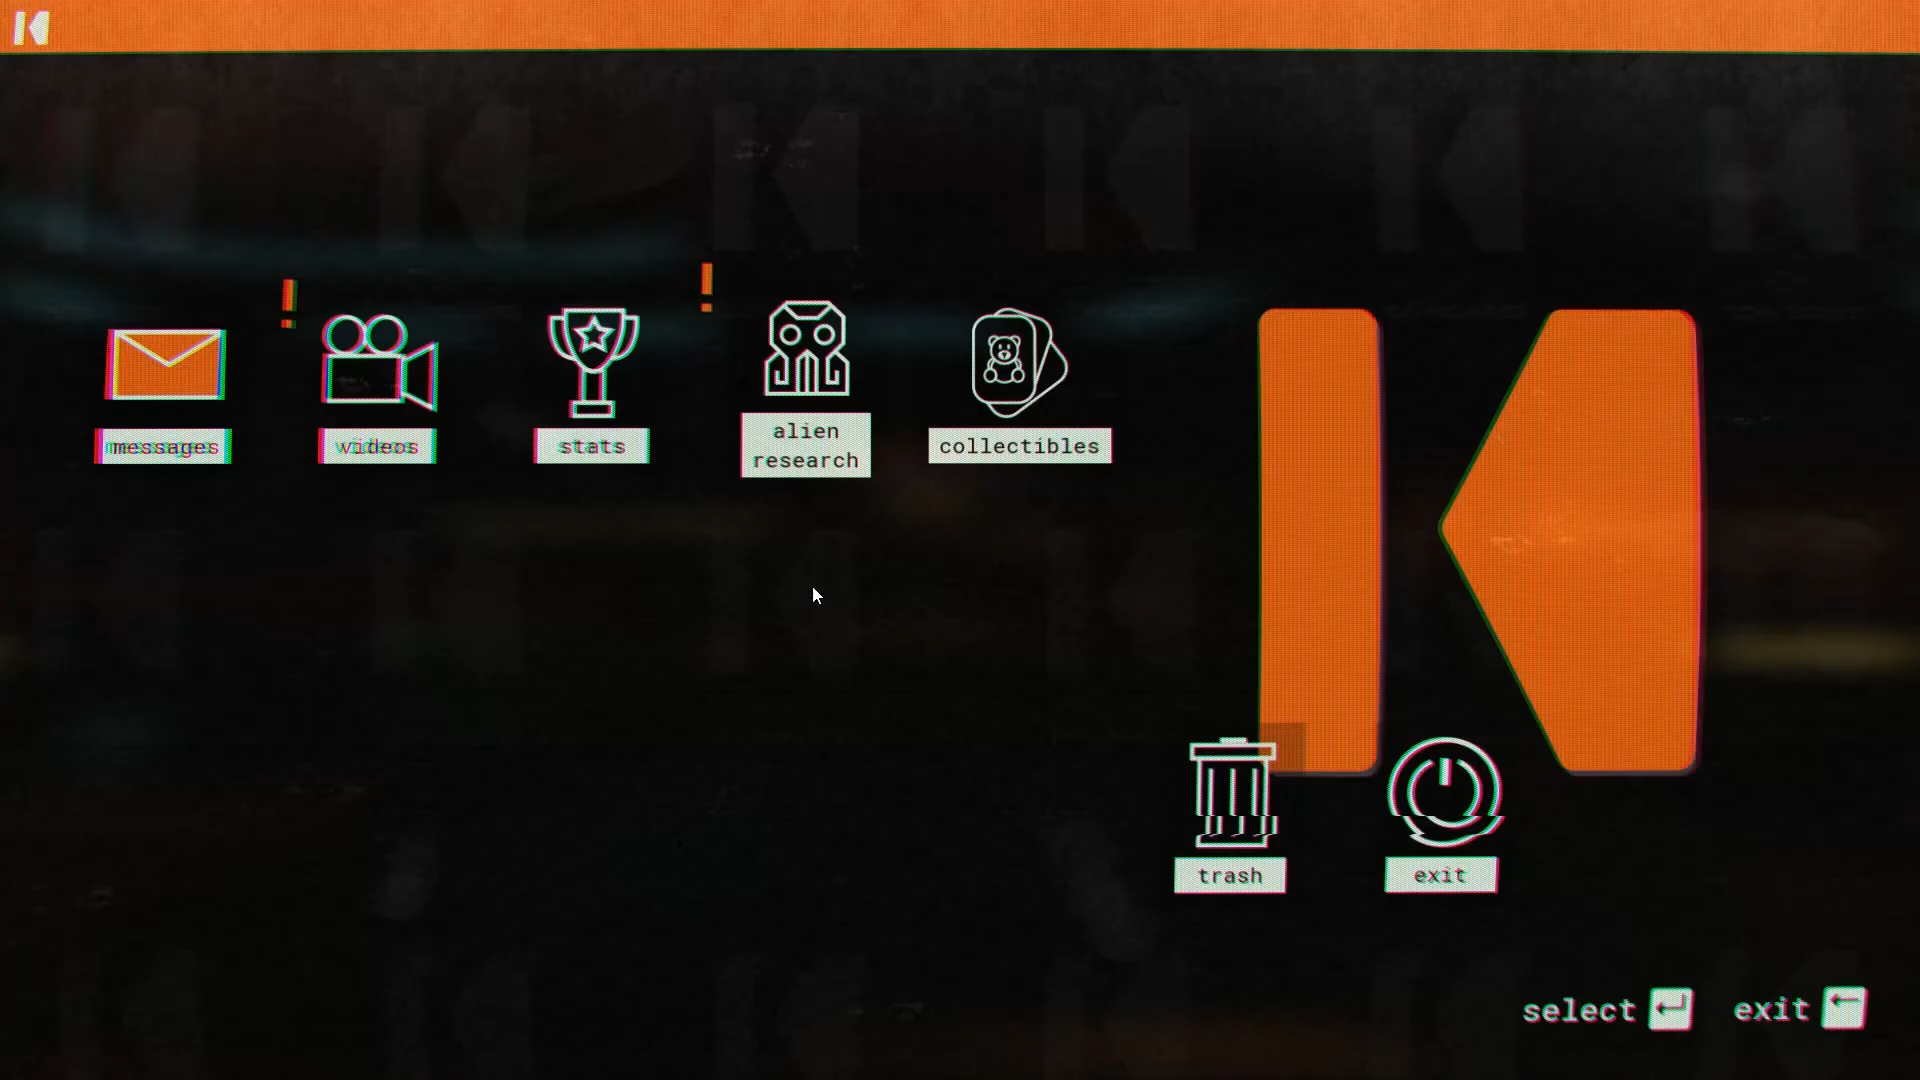 messages
videos
stats
alien
research
collectibles
trash
exit
select
exit